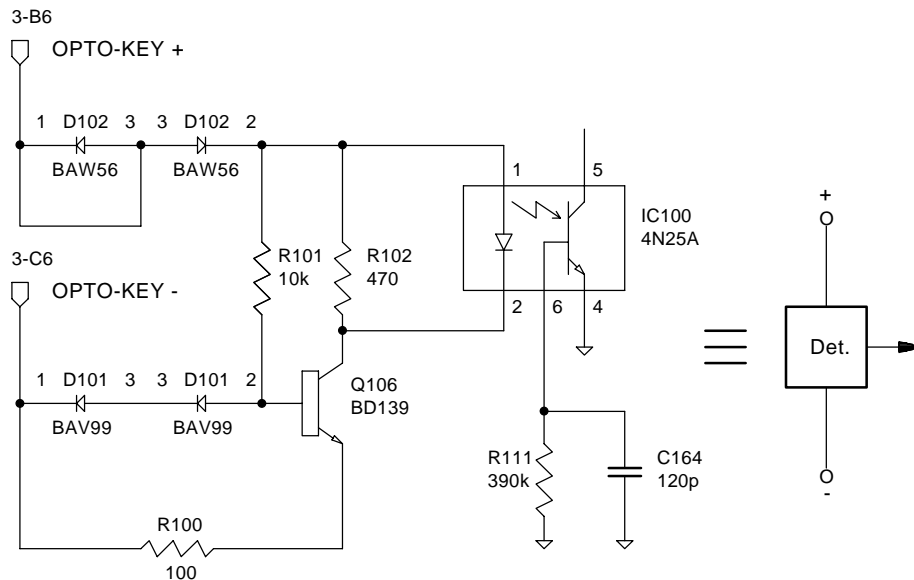 3-B6
OPTO-KEY +
1 D102 3 3 D102 2
BAW56 BAW56
1 5
IC100
4N25A
R101
10k
R102
470
2 6 4
3-C6
OPTO-KEY -
+
Det.
-
1 D101 3 3 D101 2
BAV99 BAV99
Q106
BD139
R111
390k
C164
120p
R100
100